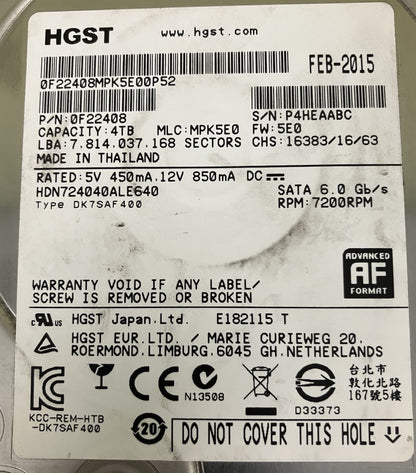 HGST www.hgst.com
FEB-2015
0F22408MPK5E00P52
P/N:0F22408 S/N:P4HEAABC
CAPACITY:4TB MLC:MPK5E0 FW:5E0
LBA:7.814.037.168 SECTORS CHS:16383/16/63
MADE IN THAILAND
RATED:5V 450mA.12V 850mA DC
HDN724040ALE640 SATA 6.0 Gb/s
Type DK7SAF400 RPM:7200RPM
ADVANCED
AF
FORMAT
WARRANTY VOID IF ANY LABEL/
SCREW IS REMOVED OR BROKEN
c RU US HGST Japan.Ltd. E182115 T
HGST EUR.LTD. / MARIE CURIEWEG 20.
ROERMOND.LIMBURG.6045 GH.NETHERLANDS
KC CE N13508 D33373
台北市
敦化北路
167號5樓
KCC-REM-HTB
-DK7SAF400
20 DO NOT COVER THIS HOLE